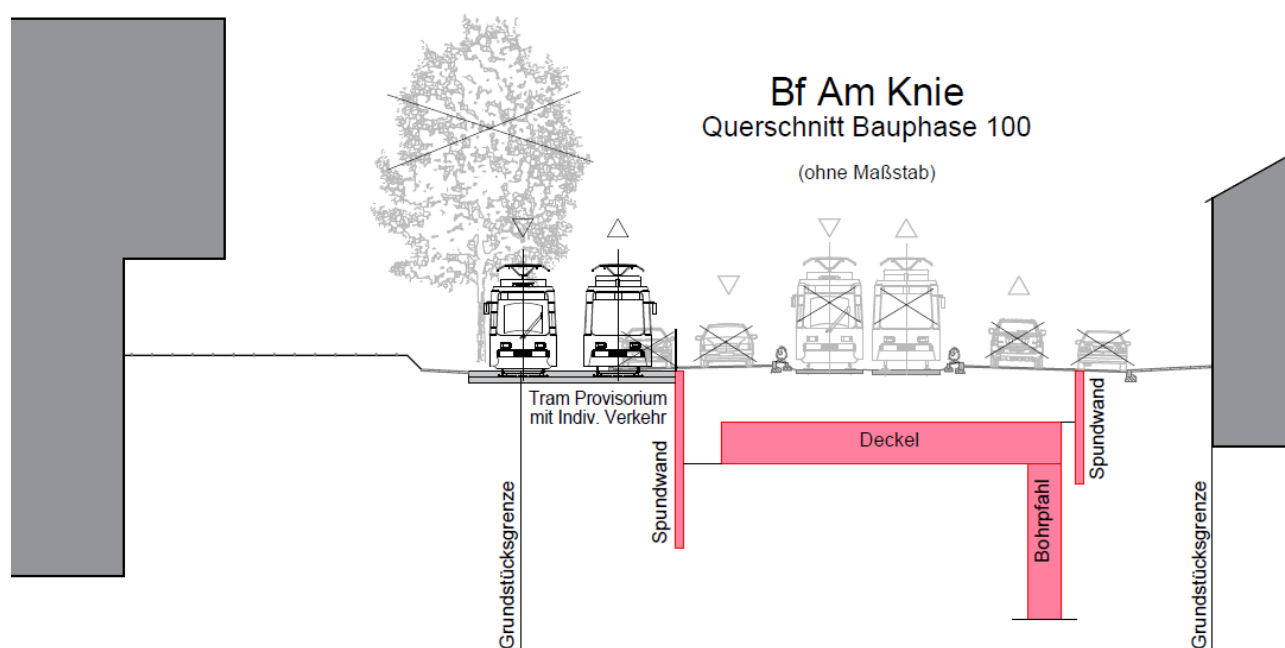 Bf Am Knie
Querschnitt Bauphase 100
(ohne Maßstab)
Tram Provisorium
mit Indiv. Verkehr
Spundwand
Deckel
Spundwand
Bohrpfahl
Grundstücksgrenze
Grundstücksgrenze